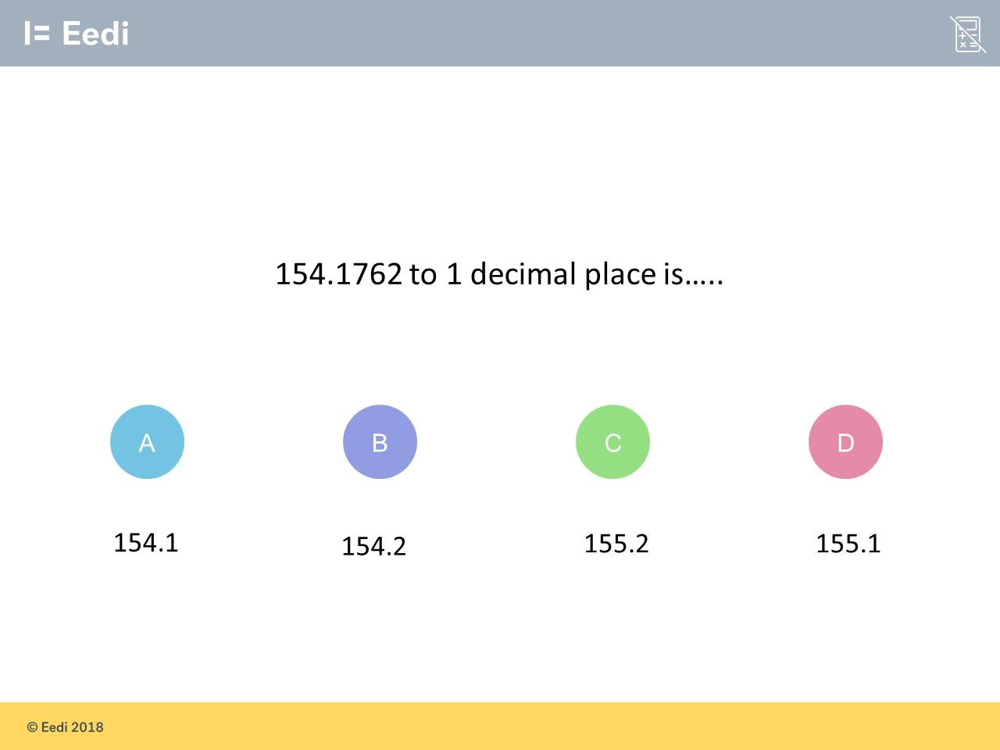 Eedi
154.1762 to 1 decimal place is.....
A
B
C
D
154.1
154.2
155.2
155.1
© Eedi 2018